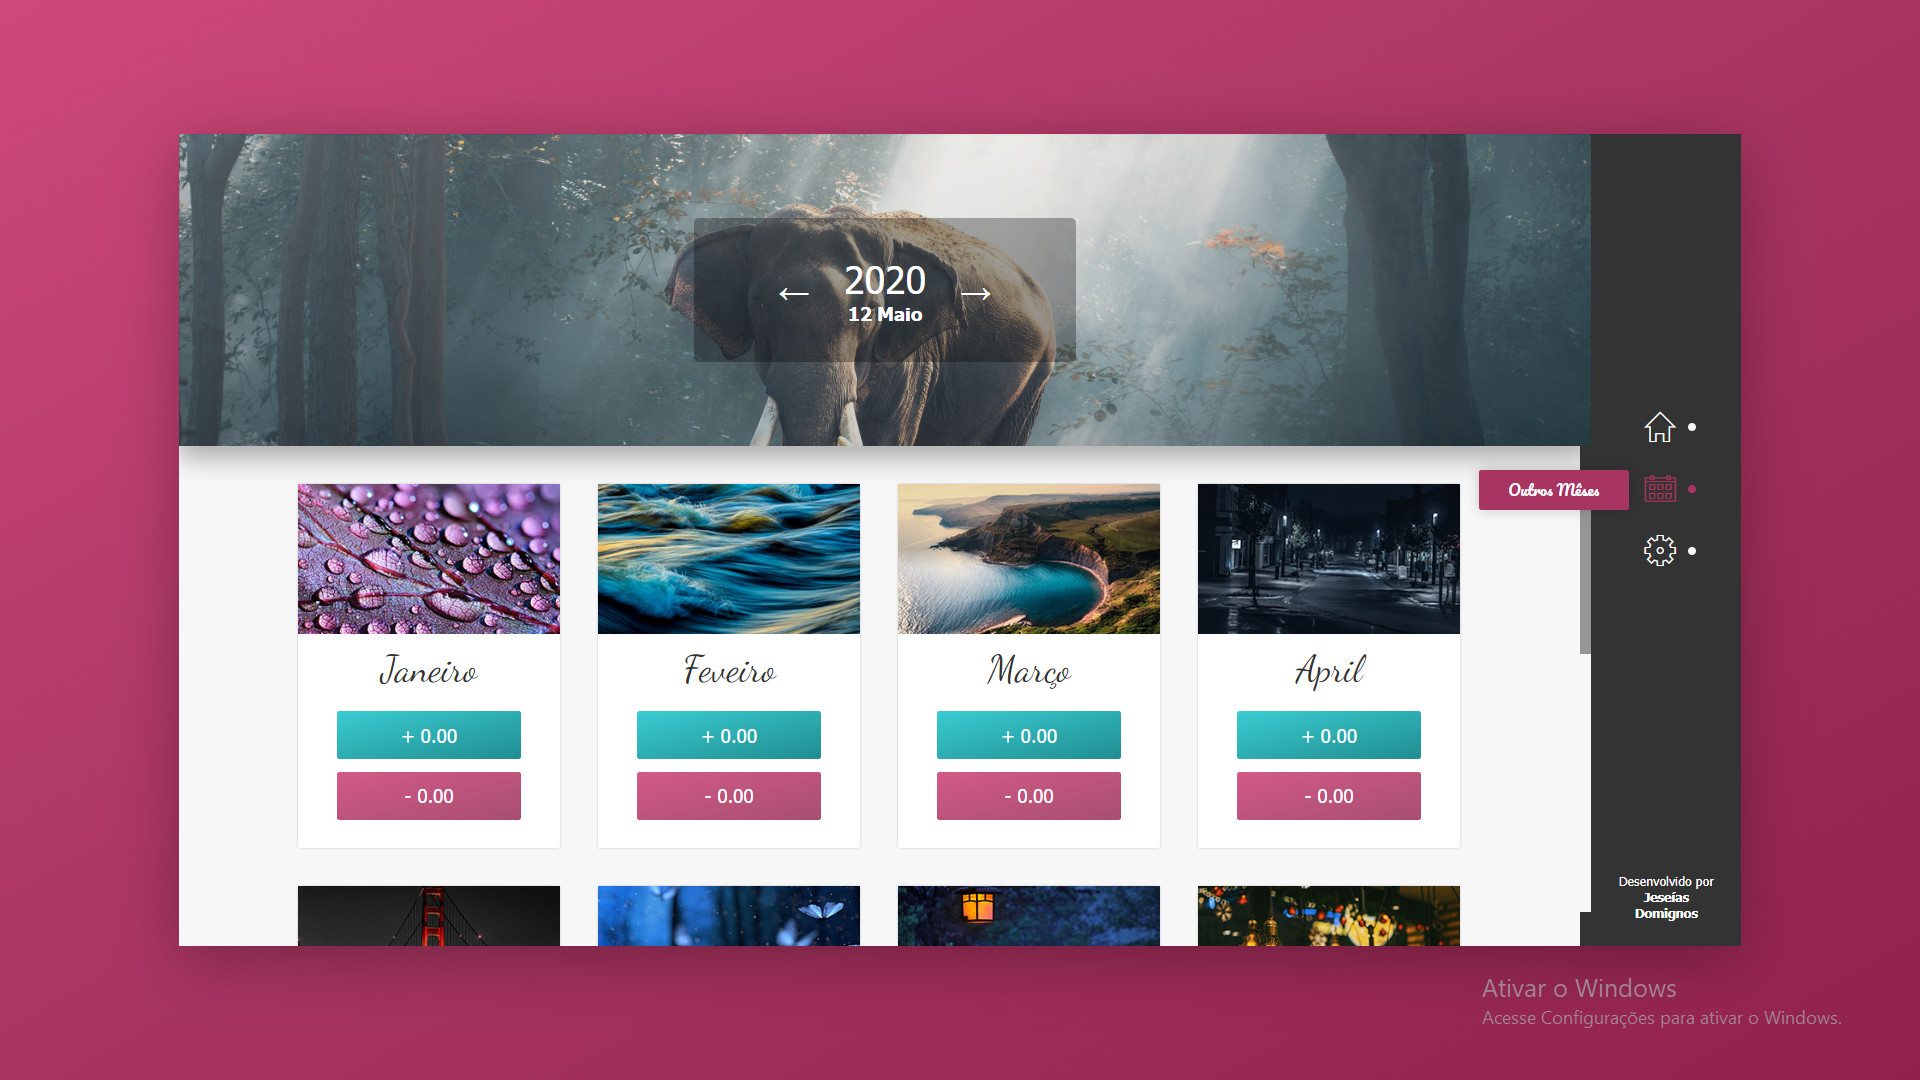 ←
2020
→
12 Maio
Outros Mêses
Janeiro
Feveiro
Março
April
+ 0.00
+ 0.00
+ 0.00
+ 0.00
- 0.00
- 0.00
- 0.00
- 0.00
Desenvolvido por
Jeseías
Domignos
Ativar o Windows
Acesse Configurações para ativar o Windows.